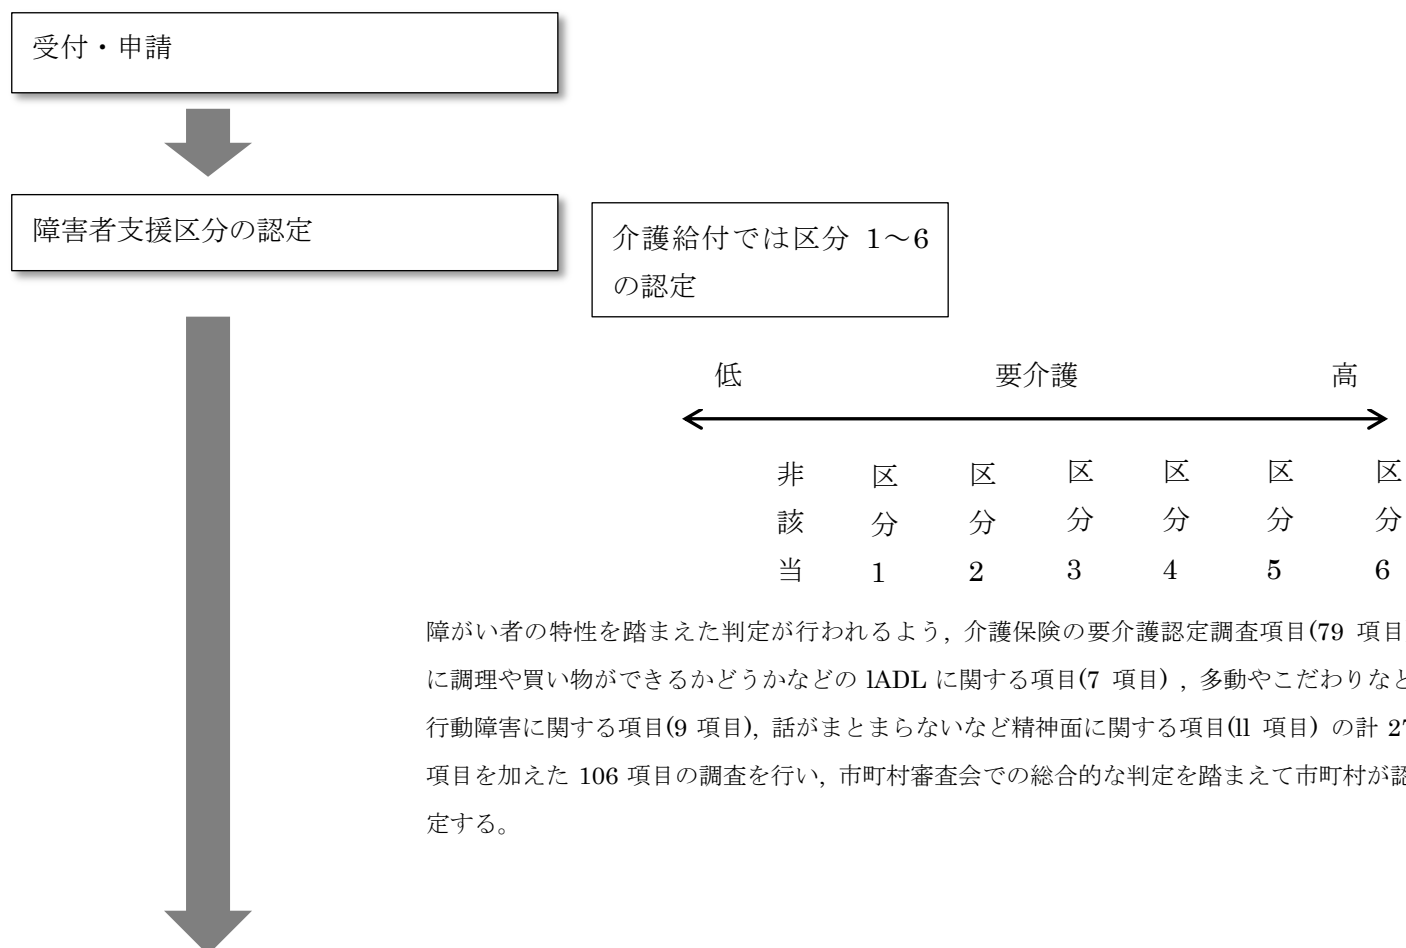 受付・申請
障害者支援区分の認定
介護給付では区分 1～6
の認定
低 要介護 高
非該当 区分1 区分2 区分3 区分4 区分5 区分6
障がい者の特性を踏まえた判定が行われるよう, 介護保険の要介護認定調査項目(79 項目
に調理や買い物ができるかどうかなどの lADL に関する項目(7 項目) , 多動やこだわりなど
行動障害に関する項目(9 項目), 話がまとまらないなど精神面に関する項目(ll 項目) の計 27
項目を加えた 106 項目の調査を行い, 市町村審査会での総合的な判定を踏まえて市町村が認
定する。